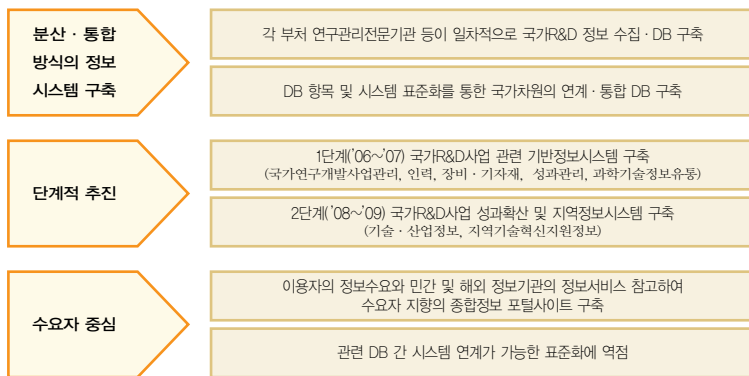 분산 · 통합
방식의 정보
시스템 구축
각 부처 연구관리전문기관 등이 일차적으로 국가R&D 정보 수집 · DB 구축
DB 항목 및 시스템 표준화를 통한 국가차원의 연계 · 통합 DB 구축
단계적 추진
1단계('06~'07) 국가R&D사업 관련 기반정보시스템 구축
(국가연구개발사업관리, 인력, 장비 · 기자재, 성과관리, 과학기술정보유통)
2단계('08~'09) 국가R&D사업 성과확산 및 지역정보시스템 구축
(기술 · 산업정보, 지역기술혁신지원정보)
수요자 중심
이용자의 정보수요와 민간 및 해외 정보기관의 정보서비스 참고하여
수요자 지향의 종합정보 포털사이트 구축
관련 DB 간 시스템 연계가 가능한 표준화에 역점